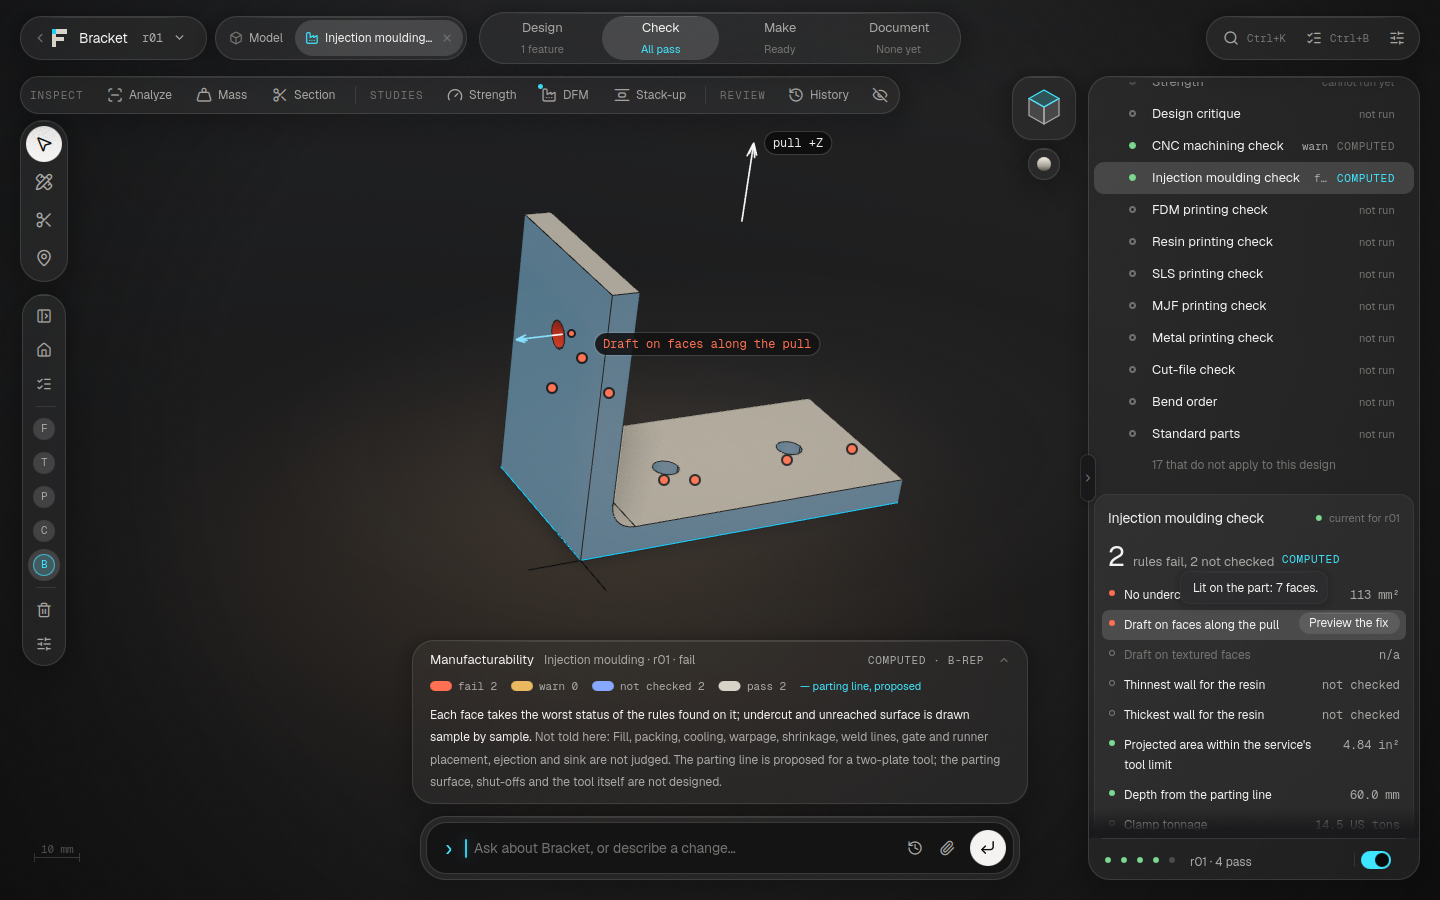 Bracket r01
Model
Injection moulding...
Design
1 feature
Check
All pass
Make
Ready
Document
None yet
Ctrl+K
Ctrl+B
INSPECT
Analyze
Mass
Section
STUDIES
Strength
DFM
Stack-up
REVIEW
History
pull +Z
Draft on faces along the pull
F
T
P
C
B
10 mm
Strength cannot run yet
Design critique not run
CNC machining check warn COMPUTED
Injection moulding check f... COMPUTED
FDM printing check not run
Resin printing check not run
SLS printing check not run
MJF printing check not run
Metal printing check not run
Cut-file check not run
Bend order not run
Standard parts not run
17 that do not apply to this design
Injection moulding check current for r01
2 rules fail, 2 not checked COMPUTED
Lit on the part: 7 faces.
No underc 113 mm²
Draft on faces along the pull Preview the fix
Draft on textured faces n/a
Thinnest wall for the resin not checked
Thickest wall for the resin not checked
Projected area within the service's 4.84 in²
tool limit
Depth from the parting line 60.0 mm
Clamp tonnage 14.5 US tons
r01 · 4 pass
Manufacturability Injection moulding · r01 · fail COMPUTED · B-REP
fail 2 warn 0 not checked 2 pass 2 — parting line, proposed
Each face takes the worst status of the rules found on it; undercut and unreached surface is drawn
sample by sample. Not told here: Fill, packing, cooling, warpage, shrinkage, weld lines, gate and runner
placement, ejection and sink are not judged. The parting line is proposed for a two-plate tool; the parting
surface, shut-offs and the tool itself are not designed.
Ask about Bracket, or describe a change...